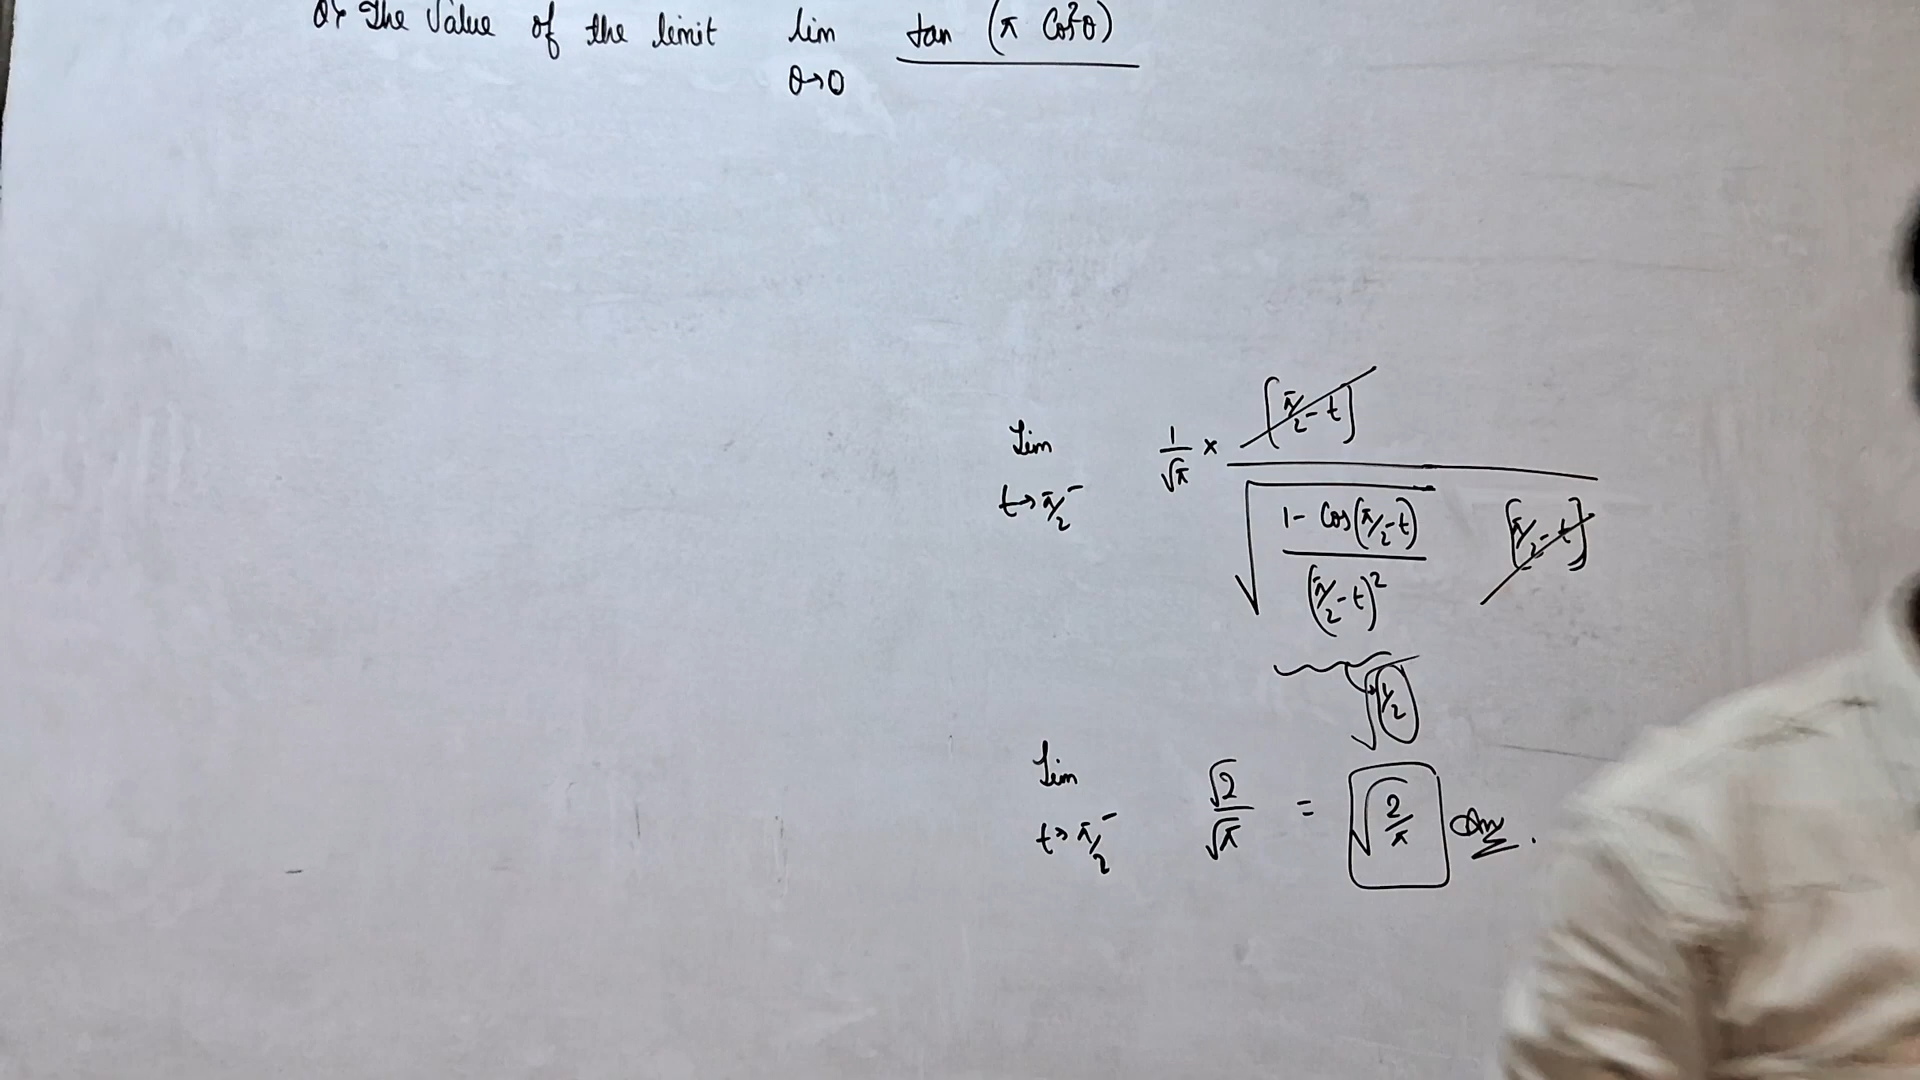 Q. The Value of the limit lim θ→0 tan (π Cos²θ)
Lim t→π/2⁻ 1/√π × [π/2 - t] / √((1 - Cos(π/2 - t))/(π/2 - t)²) [π/2 - t]
√(1/2)
Lim t→π/2⁻ √2/√π = √(2/π) Ans.